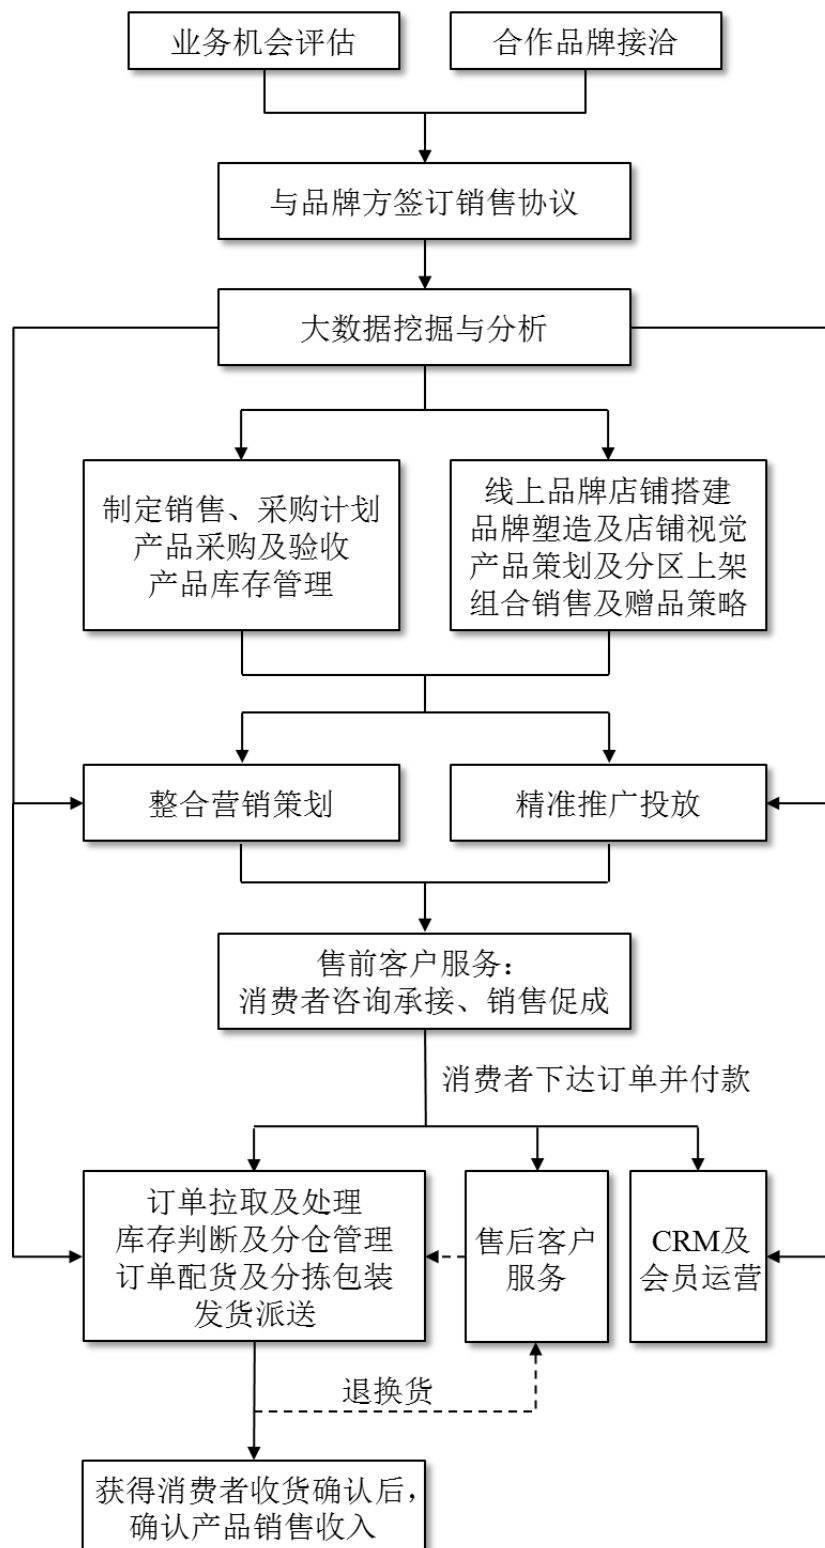 业务机会评估
合作品牌接洽
与品牌方签订销售协议
大数据挖掘与分析
制定销售、采购计划
产品采购及验收
产品库存管理
线上品牌店铺搭建
品牌塑造及店铺视觉
产品策划及分区上架
组合销售及赠品策略
整合营销策划
精准推广投放
售前客户服务：
消费者咨询承接、销售促成
消费者下达订单并付款
订单拉取及处理
库存判断及分仓管理
订单配货及分拣包装
发货派送
售后客户
服务
CRM及
会员运营
退换货
获得消费者收货确认后，
确认产品销售收入